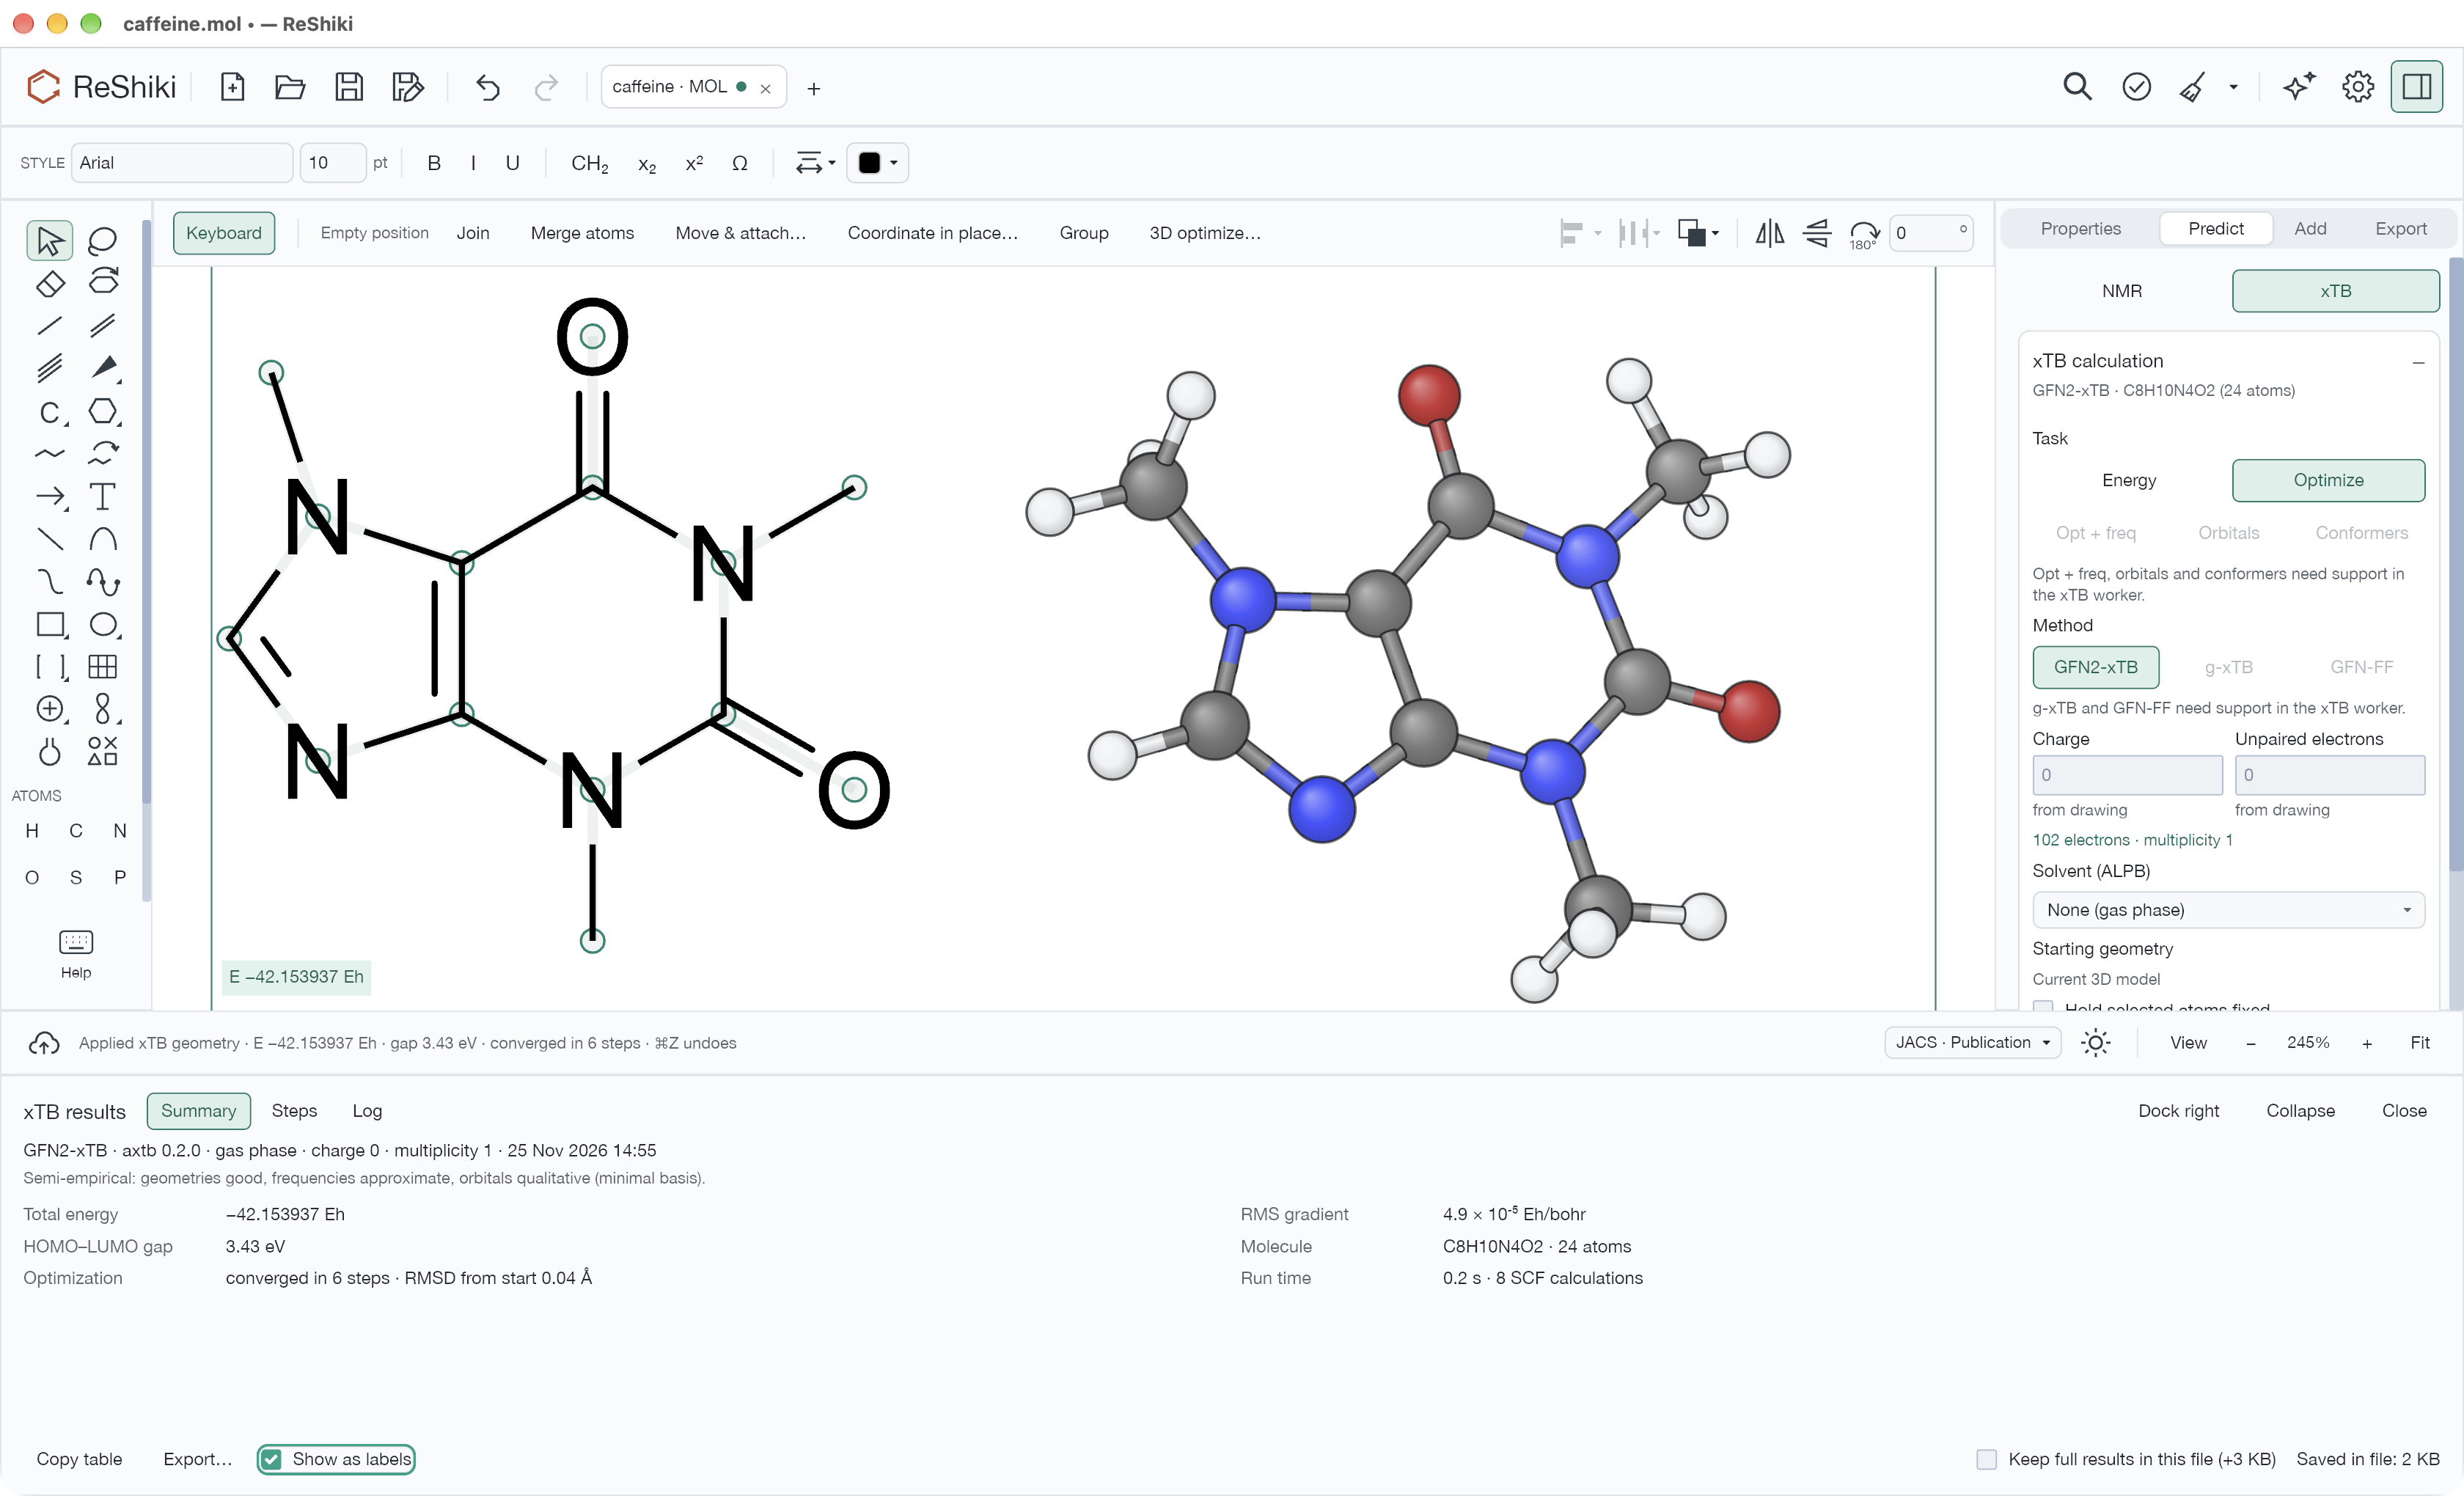 caffeine.mol • — ReShiki
ReShiki
caffeine · MOL
STYLE Arial 10 pt B I U CH₂ x₂ x² Ω
Keyboard Empty position Join Merge atoms Move & attach… Coordinate in place… Group 3D optimize… 180° 0 °
Properties Predict Add Export
NMR xTB
xTB calculation
GFN2-xTB · C8H10N4O2 (24 atoms)
Task
Energy Optimize
Opt + freq Orbitals Conformers
Opt + freq, orbitals and conformers need support in
the xTB worker.
Method
GFN2-xTB g-xTB GFN-FF
g-xTB and GFN-FF need support in the xTB worker.
Charge Unpaired electrons
0 0
from drawing from drawing
102 electrons · multiplicity 1
Solvent (ALPB)
None (gas phase)
Starting geometry
Current 3D model
Hold selected atoms fixed
C
T
ATOMS
H C N
O S P
Help
O
N
N
N
N
O
E −42.153937 Eh
Applied xTB geometry · E −42.153937 Eh · gap 3.43 eV · converged in 6 steps · ⌘Z undoes
JACS · Publication View − 245% + Fit
xTB results Summary Steps Log Dock right Collapse Close
GFN2-xTB · axtb 0.2.0 · gas phase · charge 0 · multiplicity 1 · 25 Nov 2026 14:55
Semi-empirical: geometries good, frequencies approximate, orbitals qualitative (minimal basis).
Total energy −42.153937 Eh RMS gradient 4.9 × 10⁻⁵ Eh/bohr
HOMO–LUMO gap 3.43 eV Molecule C8H10N4O2 · 24 atoms
Optimization converged in 6 steps · RMSD from start 0.04 Å Run time 0.2 s · 8 SCF calculations
Copy table Export… Show as labels Keep full results in this file (+3 KB) Saved in file: 2 KB